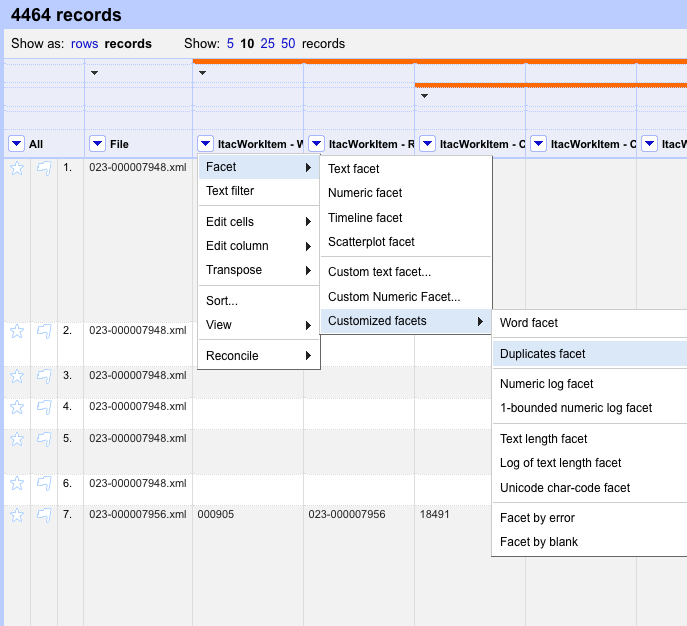 4464 records
Show as: rows records Show: 5 10 25 50 records
All File ItacWorkItem - W ItacWorkItem - R ItacWorkItem - C ItacWorkItem - C ItacW
1. 023-000007948.xml
2. 023-000007948.xml
3. 023-000007948.xml
4. 023-000007948.xml
5. 023-000007948.xml
6. 023-000007948.xml
7. 023-000007956.xml 000905 023-000007956 18491
Facet
Text filter
Edit cells
Edit column
Transpose
Sort...
View
Reconcile
Text facet
Numeric facet
Timeline facet
Scatterplot facet
Custom text facet...
Custom Numeric Facet...
Customized facets
Word facet
Duplicates facet
Numeric log facet
1-bounded numeric log facet
Text length facet
Log of text length facet
Unicode char-code facet
Facet by error
Facet by blank